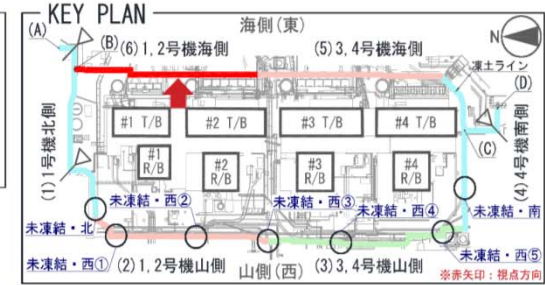 KEY PLAN
海側(東)
(A)
(B)
(6)1,2号機海側
(5)3,4号機海側
N
凍土ライン
(D)
#1 T/B
#2 T/B
#3 T/B
#4 T/B
(C)
(1)1号機北側
#1
R/B
#2
R/B
#3
R/B
#4
R/B
(4)4号機南側
未凍結・西②
未凍結・西③
未凍結・西④
未凍結・南
未凍結・北
未凍結・西①
(2)1,2号機山側
山側(西)
(3)3,4号機山側
未凍結・西⑤
※赤矢印:視点方向